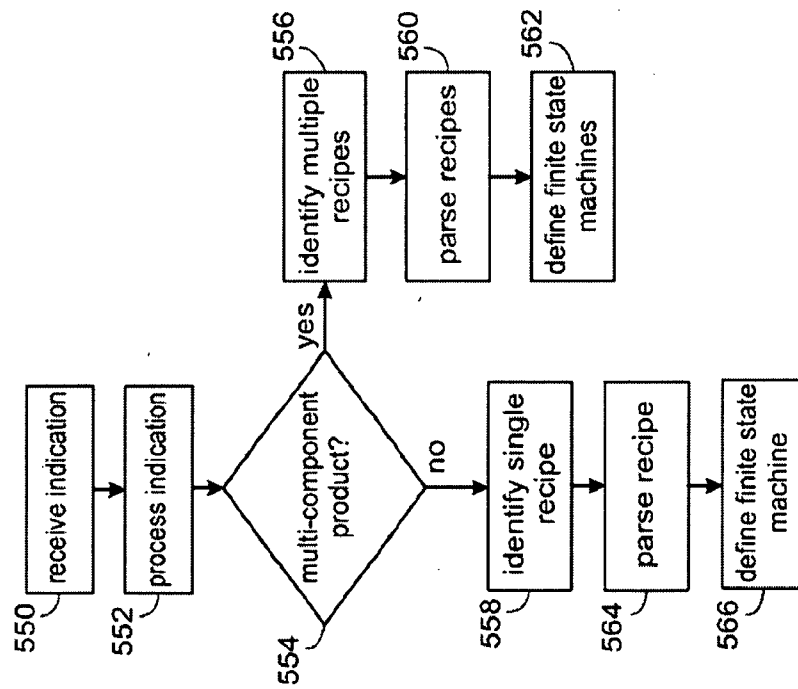 550
receive indication
552
process indication
554
multi-component
product?
yes
no
556
identify multiple
recipes
560
parse recipes
562
define finite state
machines
558
identify single
recipe
564
parse recipe
566
define finite state
machine